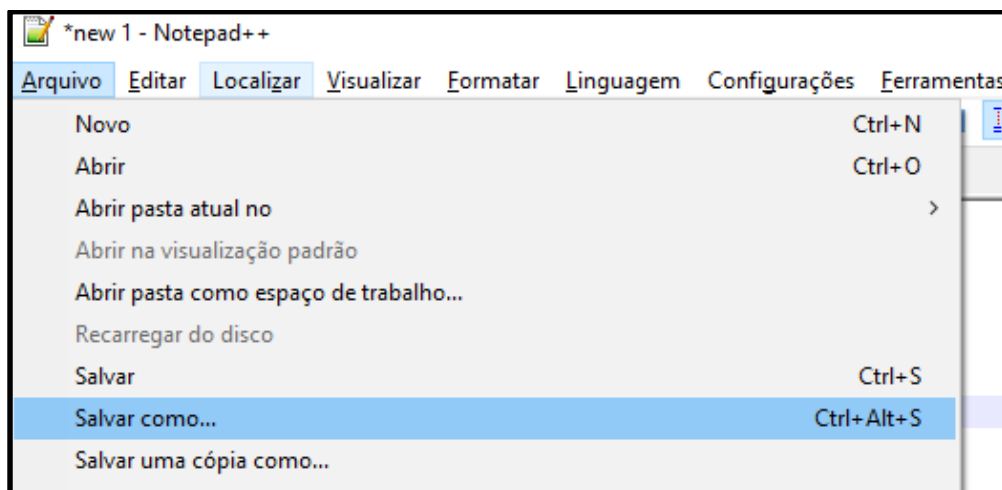 *new 1 - Notepad++
Arquivo Editar Localizar Visualizar Formatar Linguagem Configurações Ferramentas
Novo Ctrl+N
Abrir Ctrl+O
Abrir pasta atual no >
Abrir na visualização padrão
Abrir pasta como espaço de trabalho...
Recarregar do disco
Salvar Ctrl+S
Salvar como... Ctrl+Alt+S
Salvar uma cópia como...